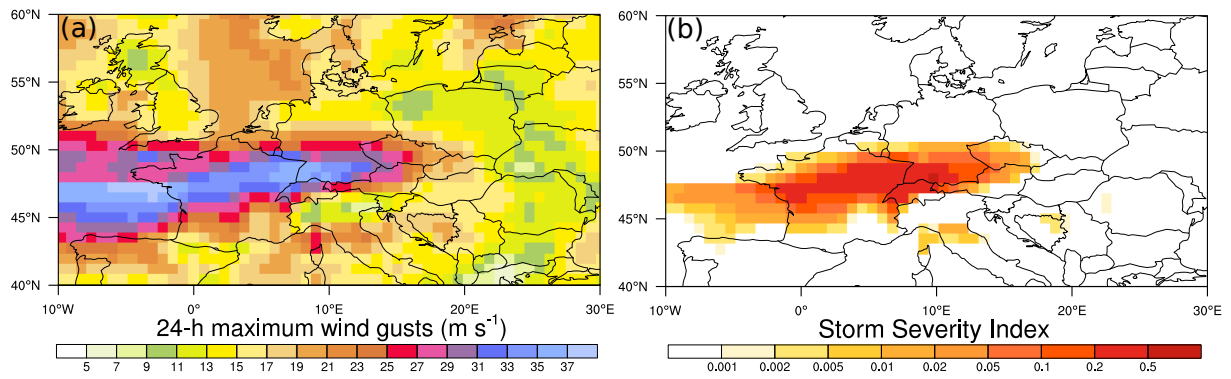 (a)
60°N
55°N
50°N
45°N
40°N
10°W 0° 10°E 20°E 30°E
24-h maximum wind gusts (m s⁻¹)
5 7 9 11 13 15 17 19 21 23 25 27 29 31 33 35 37
(b)
60°N
55°N
50°N
45°N
40°N
10°W 0° 10°E 20°E 30°E
Storm Severity Index
0.001 0.002 0.005 0.01 0.02 0.05 0.1 0.2 0.5